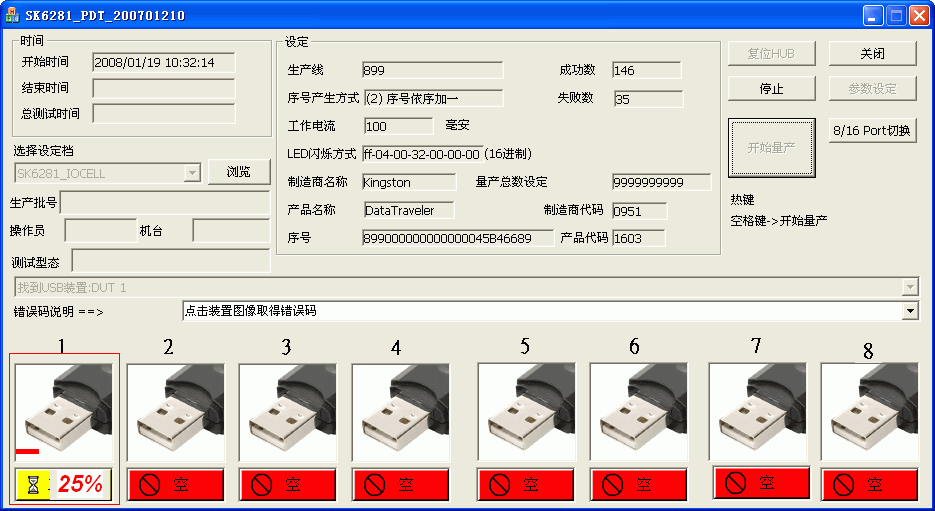 SK6281_PDT_200701210
时间
开始时间 2008/01/19 10:32:14
结束时间
总测试时间
选择设定档
SK6281_IOCELL 浏览
生产批号
操作员 机台
测试型态
设定
生产线 899 成功数 146
序号产生方式 (2) 序号依序加一 失败数 35
工作电流 100 毫安
LED闪烁方式 ff-04-00-32-00-00-00 (16进制)
制造商名称 Kingston 量产总数设定 9999999999
产品名称 DataTraveler 制造商代码 0951
序号 899000000000000045B46689 产品代码 1603
复位HUB 关闭
停止 参数设定
开始量产 8/16 Port切换
热键
空格键->开始量产
找到USB装置:DUT 1
错误码说明 ==> 点击装置图像取得错误码
1 2 3 4 5 6 7 8
25% 空 空 空 空 空 空 空